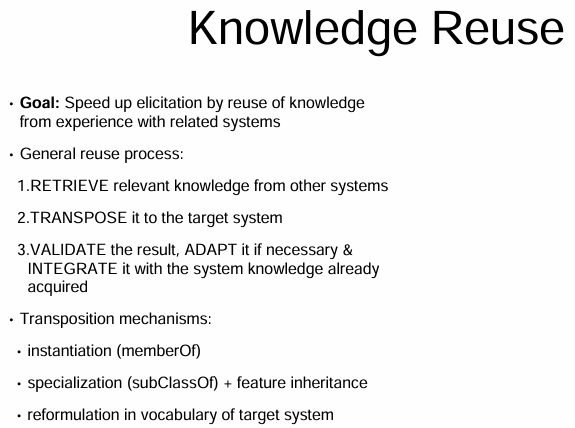 Knowledge Reuse
• Goal: Speed up elicitation by reuse of knowledge
from experience with related systems
• General reuse process:
1.RETRIEVE relevant knowledge from other systems
2.TRANSPOSE it to the target system
3.VALIDATE the result, ADAPT it if necessary &
INTEGRATE it with the system knowledge already
acquired
• Transposition mechanisms:
• instantiation (memberOf)
• specialization (subClassOf) + feature inheritance
• reformulation in vocabulary of target system